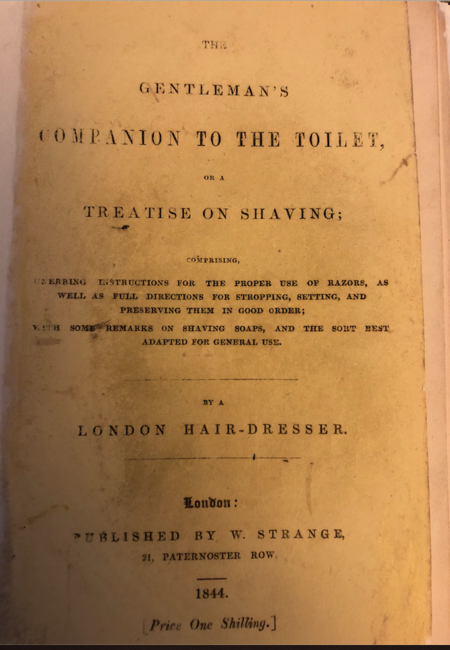 THE
GENTLEMAN'S
COMPANION TO THE TOILET,
OR A
TREATISE ON SHAVING;
COMPRISING,
UNERRING INSTRUCTIONS FOR THE PROPER USE OF RAZORS, AS
WELL AS FULL DIRECTIONS FOR STROPPING, SETTING, AND
PRESERVING THEM IN GOOD ORDER;
WITH SOME REMARKS ON SHAVING SOAPS, AND THE SORT BEST
ADAPTED FOR GENERAL USE.
BY A
LONDON HAIR-DRESSER.
London:
PUBLISHED BY W. STRANGE,
21, PATERNOSTER ROW.
1844.
[Price One Shilling.]